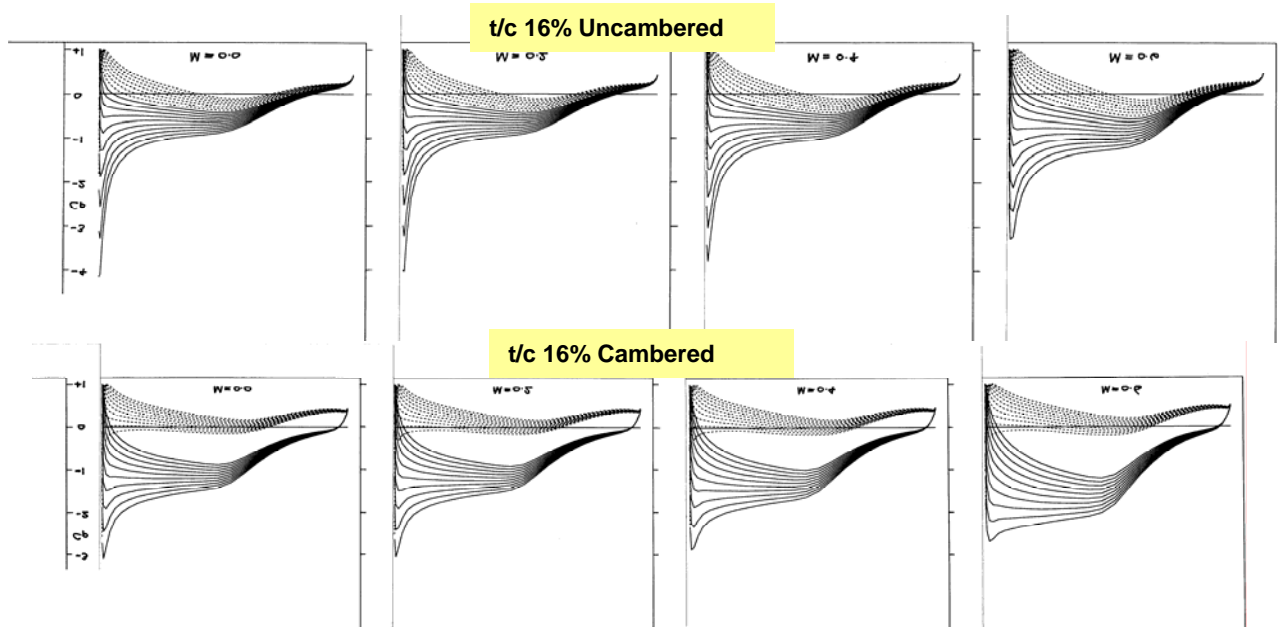 t/c 16% Uncambered
M = 0.0
M = 0.2
M = 0.4
M = 0.6
+1
0
-1
-2
CP
-3
-4
t/c 16% Cambered
M = 0.0
M = 0.2
M = 0.4
M = 0.6
+1
0
-1
-2
CP
-3